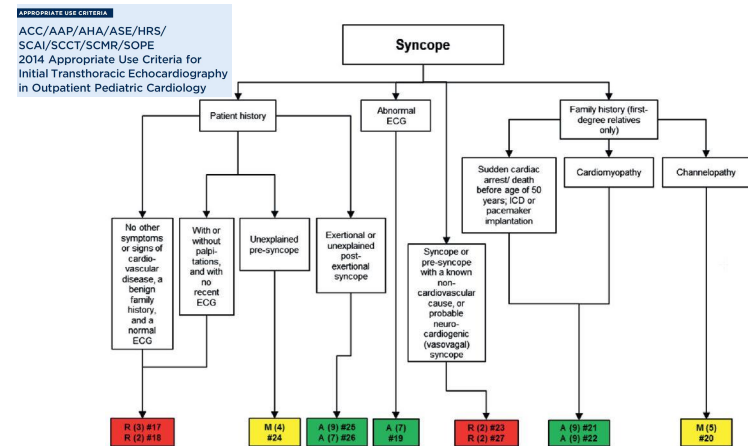 APPROPRIATE USE CRITERIA
ACC/AAP/AHA/ASE/HRS/
SCAI/SCCT/SCMR/SOPE
2014 Appropriate Use Criteria for
Initial Transthoracic Echocardiography
in Outpatient Pediatric Cardiology
Syncope
Patient history
Abnormal
ECG
Family history (first-
degree relatives
only)
Sudden cardiac
arrest/ death
before age of 50
years; ICD or
pacemaker
implantation
Cardiomyopathy
Channelopathy
No other
symptoms
or signs of
cardio-
vascular
disease, a
benign
family
history,
and a
normal
ECG
With or
without
palpi-
tations,
and with
no
recent
ECG
Unexplained
pre-syncope
Exertional or
unexplained
post-
exertional
syncope
Syncope or
pre-syncope
with a known
non-
cardiovascular
cause, or
probable
neuro-
cardiogenic
(vasovagal)
syncope
R (3) #17
R (2) #18
M (4)
#24
A (9) #25
A (7) #26
A (7)
#19
R (2) #23
R (2) #27
A (9) #21
A (9) #22
M (5)
#20